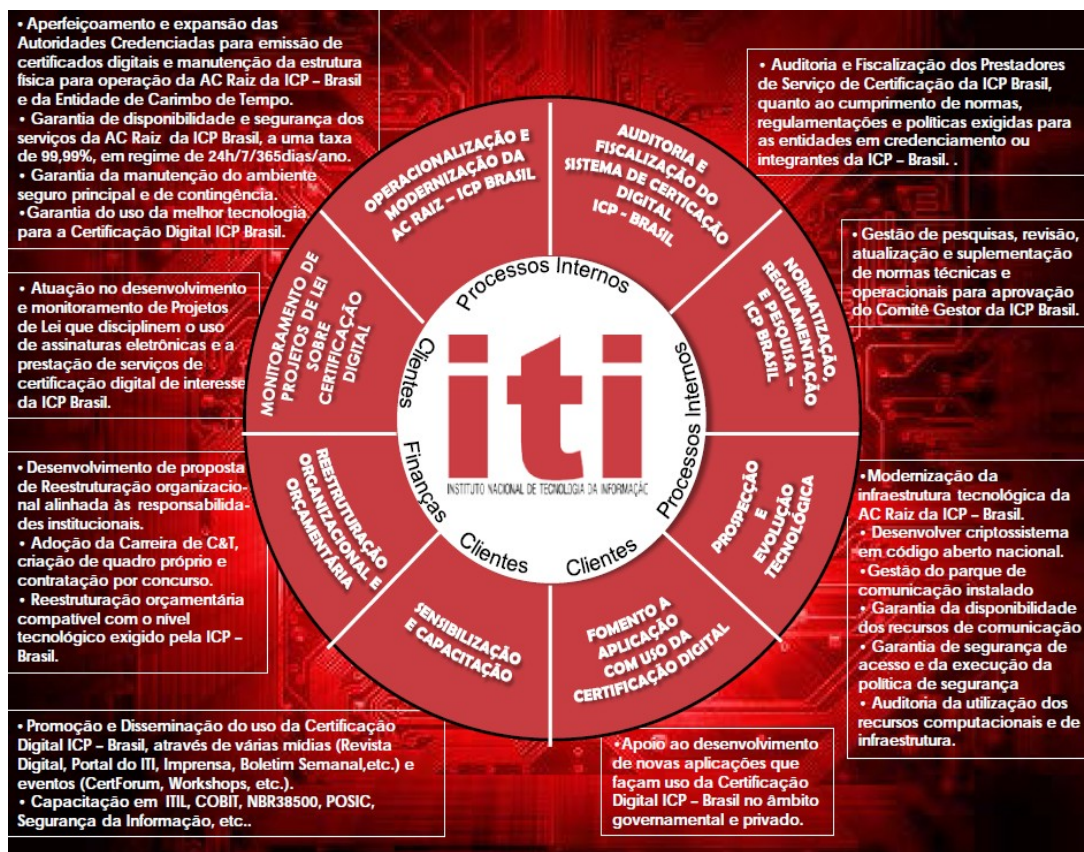 • Aperfeiçoamento e expansão das
Autoridades Credenciadas para emissão de
certificados digitais e manutenção da estrutura
física para operação da AC Raiz da ICP – Brasil
e da Entidade de Carimbo de Tempo.
• Garantia de disponibilidade e segurança dos
serviços da AC Raiz da ICP Brasil, a uma taxa
de 99,99%, em regime de 24h/7/365dias/ano.
• Garantia da manutenção do ambiente
seguro principal e de contingência.
•Garantia do uso da melhor tecnologia
para a Certificação Digital ICP Brasil.
• Auditoria e Fiscalização dos Prestadores
de Serviço de Certificação da ICP Brasil,
quanto ao cumprimento de normas,
regulamentações e políticas exigidas para
as entidades em credenciamento ou
integrantes da ICP – Brasil. .
OPERACIONALIZAÇÃO E
MODERNIZAÇÃO DA
AC RAIZ – ICP BRASIL
AUDITORIA E
FISCALIZAÇÃO DO
SISTEMA DE CERTICAÇÃO
DIGITAL
ICP - BRASIL
• Gestão de pesquisas, revisão,
atualização e suplementação
de normas técnicas e
operacionais para aprovação
do Comitê Gestor da ICP Brasil.
NORMATIZAÇÃO,
REGULAMENTAÇÃO
E PESQUISA –
ICP BRASIL
• Atuação no desenvolvimento
e monitoramento de Projetos
de Lei que disciplinem o uso
de assinaturas eletrônicas e a
prestação de serviços de
certificação digital de interesse
da ICP Brasil.
MONITORAMENTO DE
PROJETOS DE LEI
SOBRE
CERTIFICAÇÃO
DIGITAL
Processos Internos
Processos Internos
Clientes
Finanças
Clientes
Clientes
iti
INSTITUTO NACIONAL DE TECNOLOGIA DA INFORMAÇÃO
• Desenvolvimento de proposta
de Reestruturação organizacio-
nal alinhada às responsabilida-
des institucionais.
• Adoção da Carreira de C&T,
criação de quadro próprio e
contratação por concurso.
• Reestruturação orçamentária
compatível com o nível
tecnológico exigido pela ICP –
Brasil.
REESTRUTURAÇÃO
ORGANIZACIONAL E
ORÇAMENTÁRIA
PROSPECÇÃO
E
EVOLUÇÃO
TECNOLÓGICA
•Modernização da
infraestrutura tecnológica da
AC Raiz da ICP – Brasil.
• Desenvolver criptossistema
em código aberto nacional.
•Gestão do parque de
comunicação instalado
• Garantia da disponibilidade
dos recursos de comunicação
• Garantia de segurança de
acesso e da execução da
política de segurança
• Auditoria da utilização dos
recursos computacionais e de
infraestrutura.
SENSIBILIZAÇÃO
E CAPACITAÇÃO
FOMENTO A
APLICAÇÃO
COM USO DA
CERTIFICAÇÃO DIGITAL
• Promoção e Disseminação do uso da Certificação
Digital ICP – Brasil, através de várias mídias (Revista
Digital, Portal do ITI, Imprensa, Boletim Semanal,etc.) e
eventos (CertForum, Workshops, etc.).
• Capacitação em ITIL, COBIT, NBR38500, POSIC,
Segurança da Informação, etc..
•Apoio ao desenvolvimento
de novas aplicações que
façam uso da Certificação
Digital ICP – Brasil no âmbito
governamental e privado.